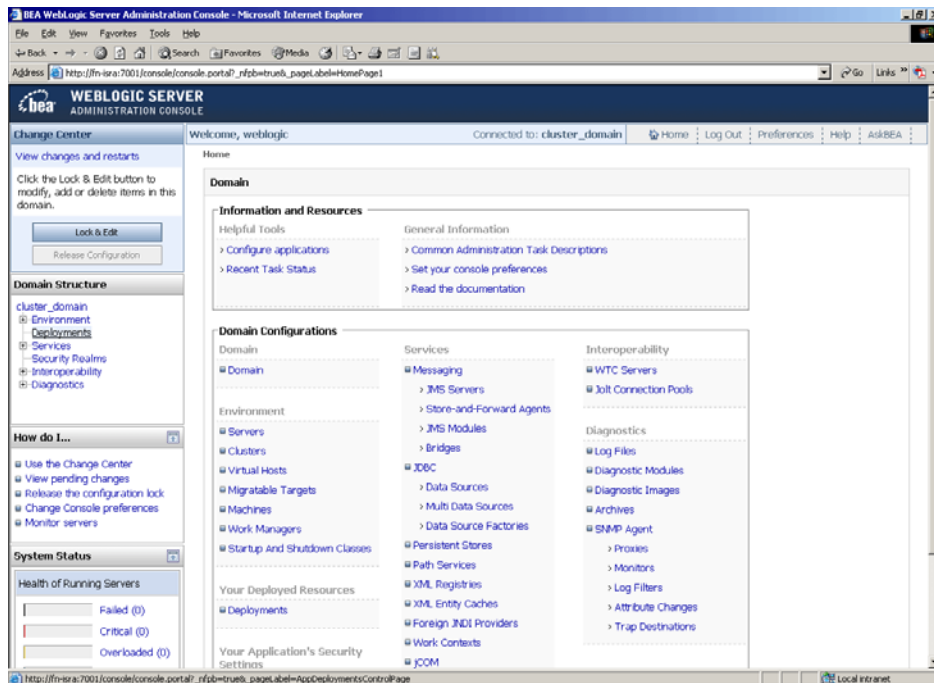 BEA WebLogic Server Administration Console - Microsoft Internet Explorer
File Edit View Favorites Tools Help
Back Search Favorites Media
Address http://fn-isra:7001/console/console.portal?_nfpb=true&_pageLabel=HomePage1 Go Links
bea WEBLOGIC SERVER
ADMINISTRATION CONSOLE
Change Center
View changes and restarts
Click the Lock & Edit button to
modify, add or delete items in this
domain.
Lock & Edit
Release Configuration
Domain Structure
cluster_domain
Environment
Deployments
Services
Security Realms
Interoperability
Diagnostics
How do I...
Use the Change Center
View pending changes
Release the configuration lock
Change Console preferences
Monitor servers
System Status
Health of Running Servers
Failed (0)
Critical (0)
Overloaded (0)
Welcome, weblogic Connected to: cluster_domain Home Log Out Preferences Help AskBEA
Home
Domain
Information and Resources
Helpful Tools
Configure applications
Recent Task Status
General Information
Common Administration Task Descriptions
Set your console preferences
Read the documentation
Domain Configurations
Domain
Domain
Environment
Servers
Clusters
Virtual Hosts
Migratable Targets
Machines
Work Managers
Startup And Shutdown Classes
Your Deployed Resources
Deployments
Your Application's Security
Settings
Services
Messaging
JMS Servers
Store-and-Forward Agents
JMS Modules
Bridges
JDBC
Data Sources
Multi Data Sources
Data Source Factories
Persistent Stores
Path Services
XML Registries
XML Entity Caches
Foreign JNDI Providers
Work Contexts
jCOM
Interoperability
WTC Servers
Jolt Connection Pools
Diagnostics
Log Files
Diagnostic Modules
Diagnostic Images
Archives
SNMP Agent
Proxies
Monitors
Log Filters
Attribute Changes
Trap Destinations
http://fn-isra:7001/console/console.portal?_nfpb=true&_pageLabel=AppDeploymentsControlPage Local intranet